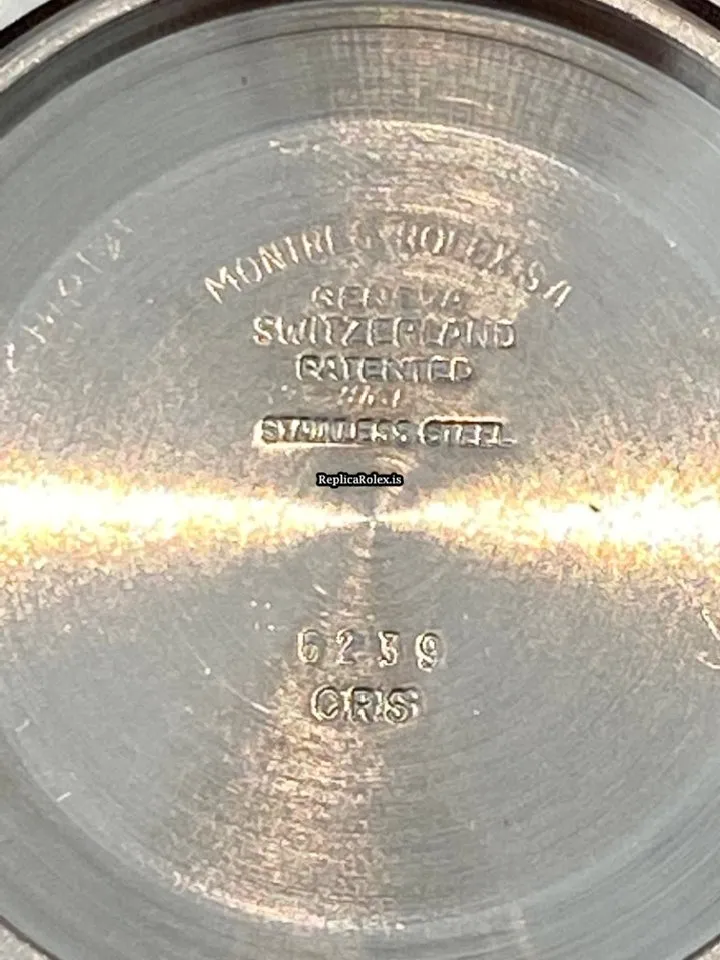 MONTRES ROLEX S.A
GENEVA
SWITZERLAND
PATENTED
STAINLESS STEEL
ReplicaRolex.is
6239
CRS